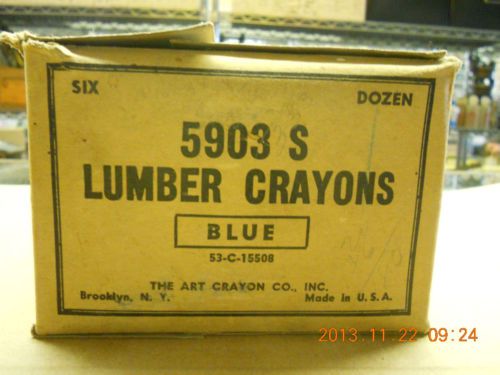 SIX DOZEN
5903 S
LUMBER CRAYONS
BLUE
53-C-15508
THE ART CRAYON CO., INC.
Brooklyn, N. Y. Made in U. S. A.
2013.11.22 09:24